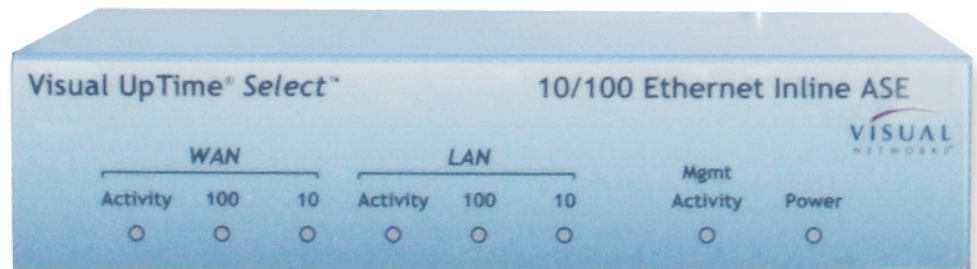 Visual UpTime® Select™ 10/100 Ethernet Inline ASE
VISUAL
NETWORKS®
WAN LAN
Mgmt
Activity 100 10 Activity 100 10 Activity Power